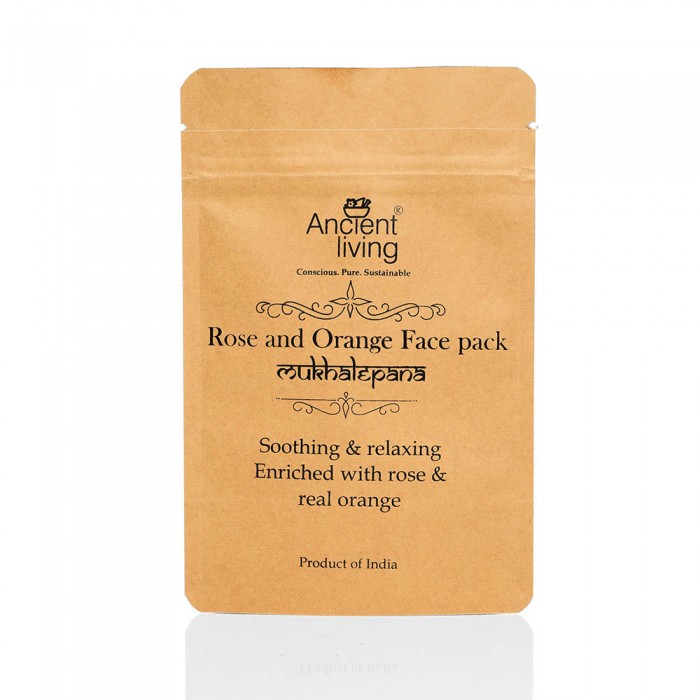 Ancient®
living
Conscious. Pure. Sustainable
Rose and Orange Face pack
mukhalepana
Soothing & relaxing
Enriched with rose &
real orange
Product of India